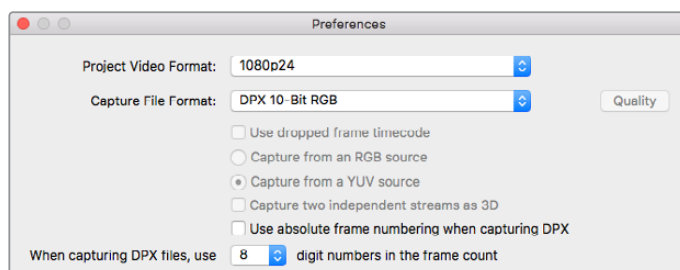 Preferences
Project Video Format: 1080p24
Capture File Format: DPX 10-Bit RGB Quality
Use dropped frame timecode
Capture from an RGB source
Capture from a YUV source
Capture two independent streams as 3D
Use absolute frame numbering when capturing DPX
When capturing DPX files, use 8 digit numbers in the frame count